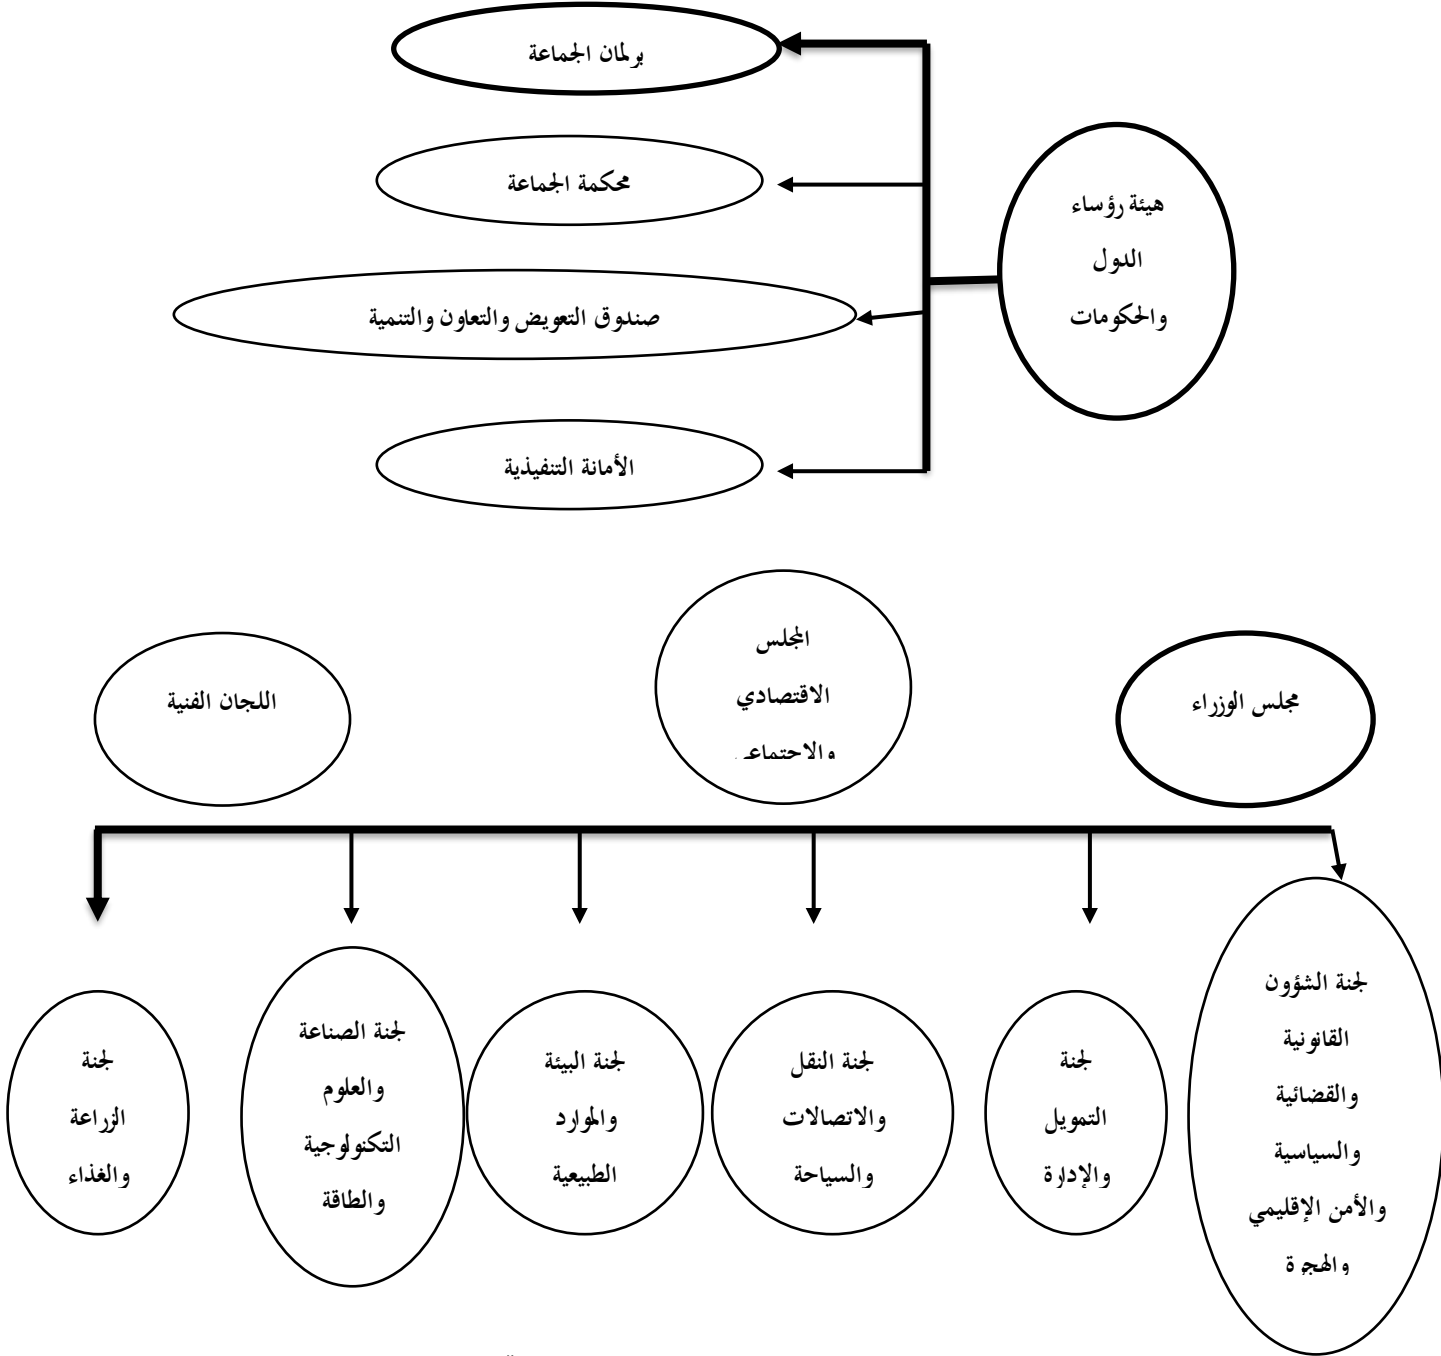 برلمان الجماعة
محكمة الجماعة
هيئة رؤساء
الدول
والحكومات
صندوق التعويض والتعاون والتنمية
الأمانة التنفيذية
مجلس الوزراء
المجلس
الاقتصادي
والاجتماعي
اللجان الفنية
لجنة الشؤون
القانونية
والقضائية
والسياسية
والأمن الإقليمي
والهجرة
لجنة
التمويل
والإدارة
لجنة النقل
والاتصالات
والسياحة
لجنة البيئة
والموارد
الطبيعية
لجنة الصناعة
والعلوم
التكنولوجية
والطاقة
لجنة
الزراعة
والغذاء